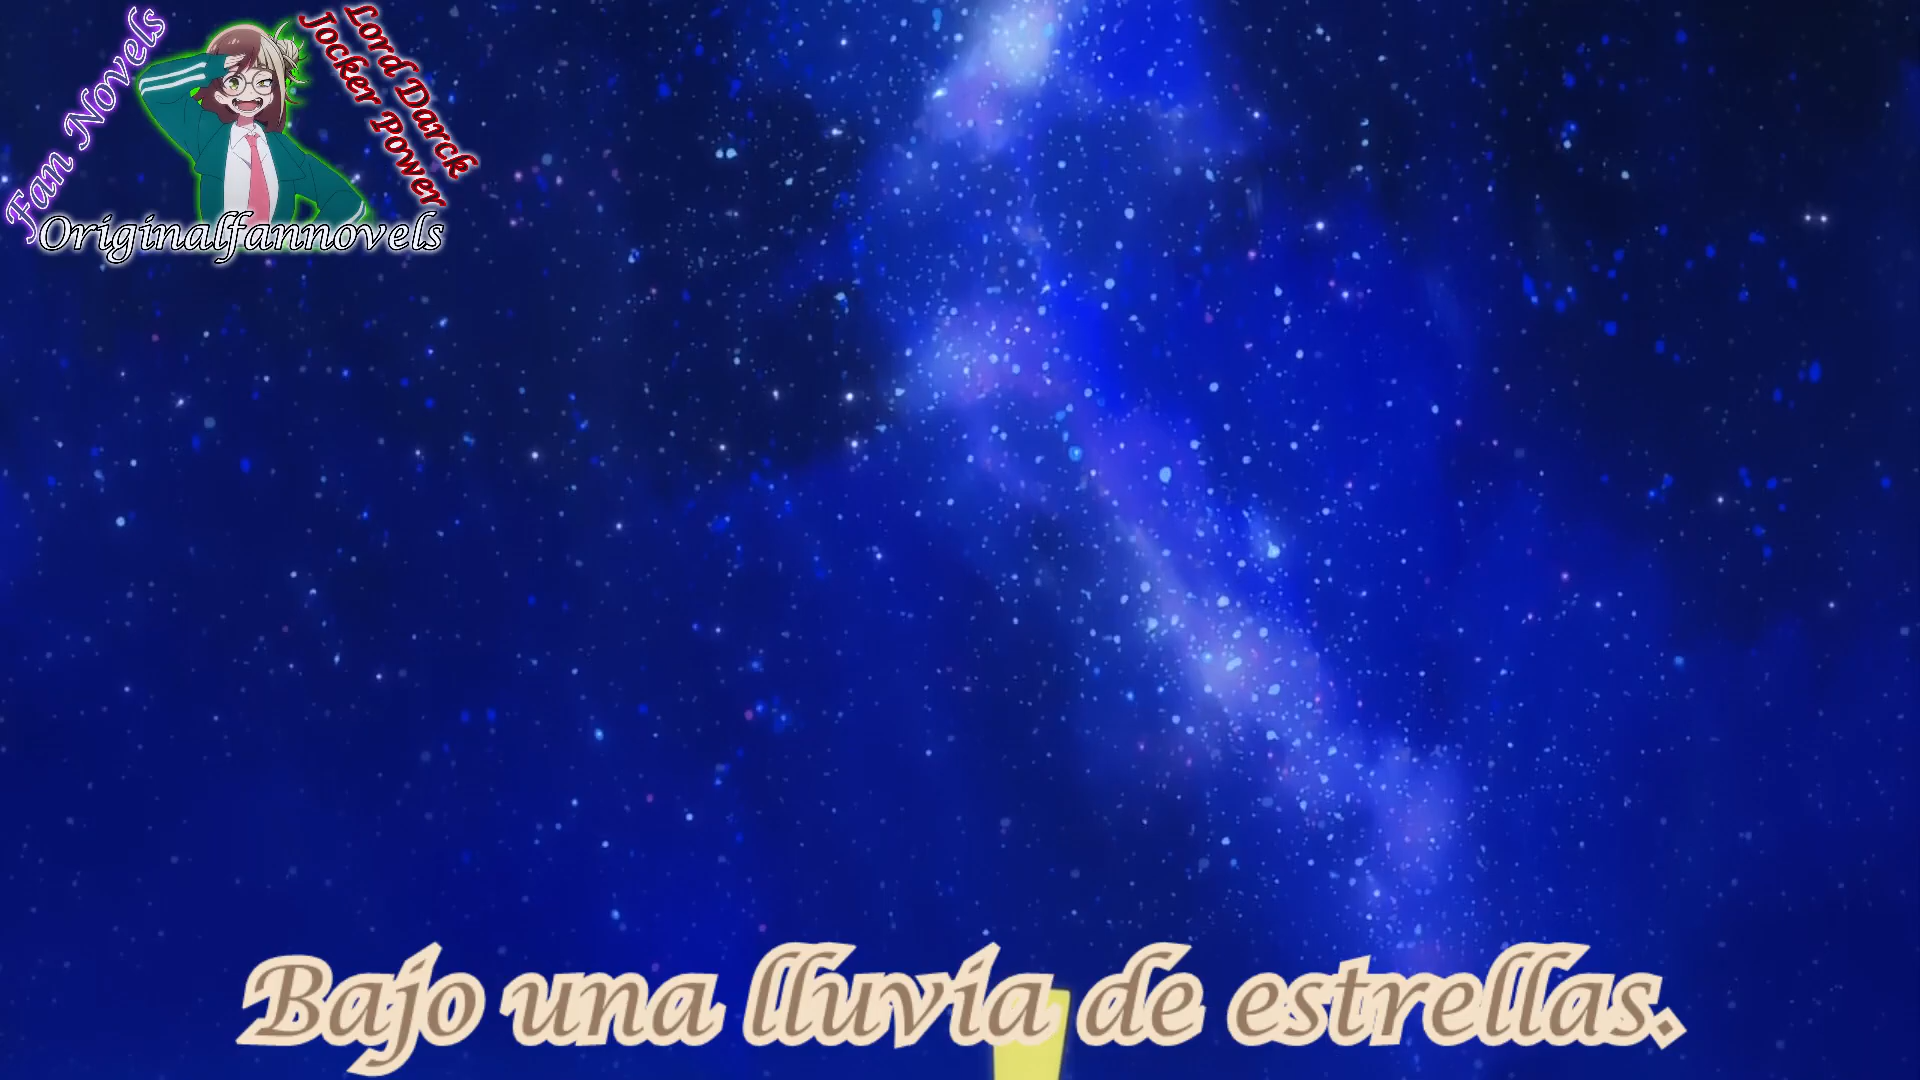 Fan Novels
Lord Darck
Jocker Power
Originalfannovels
Bajo una lluvia de estrellas.